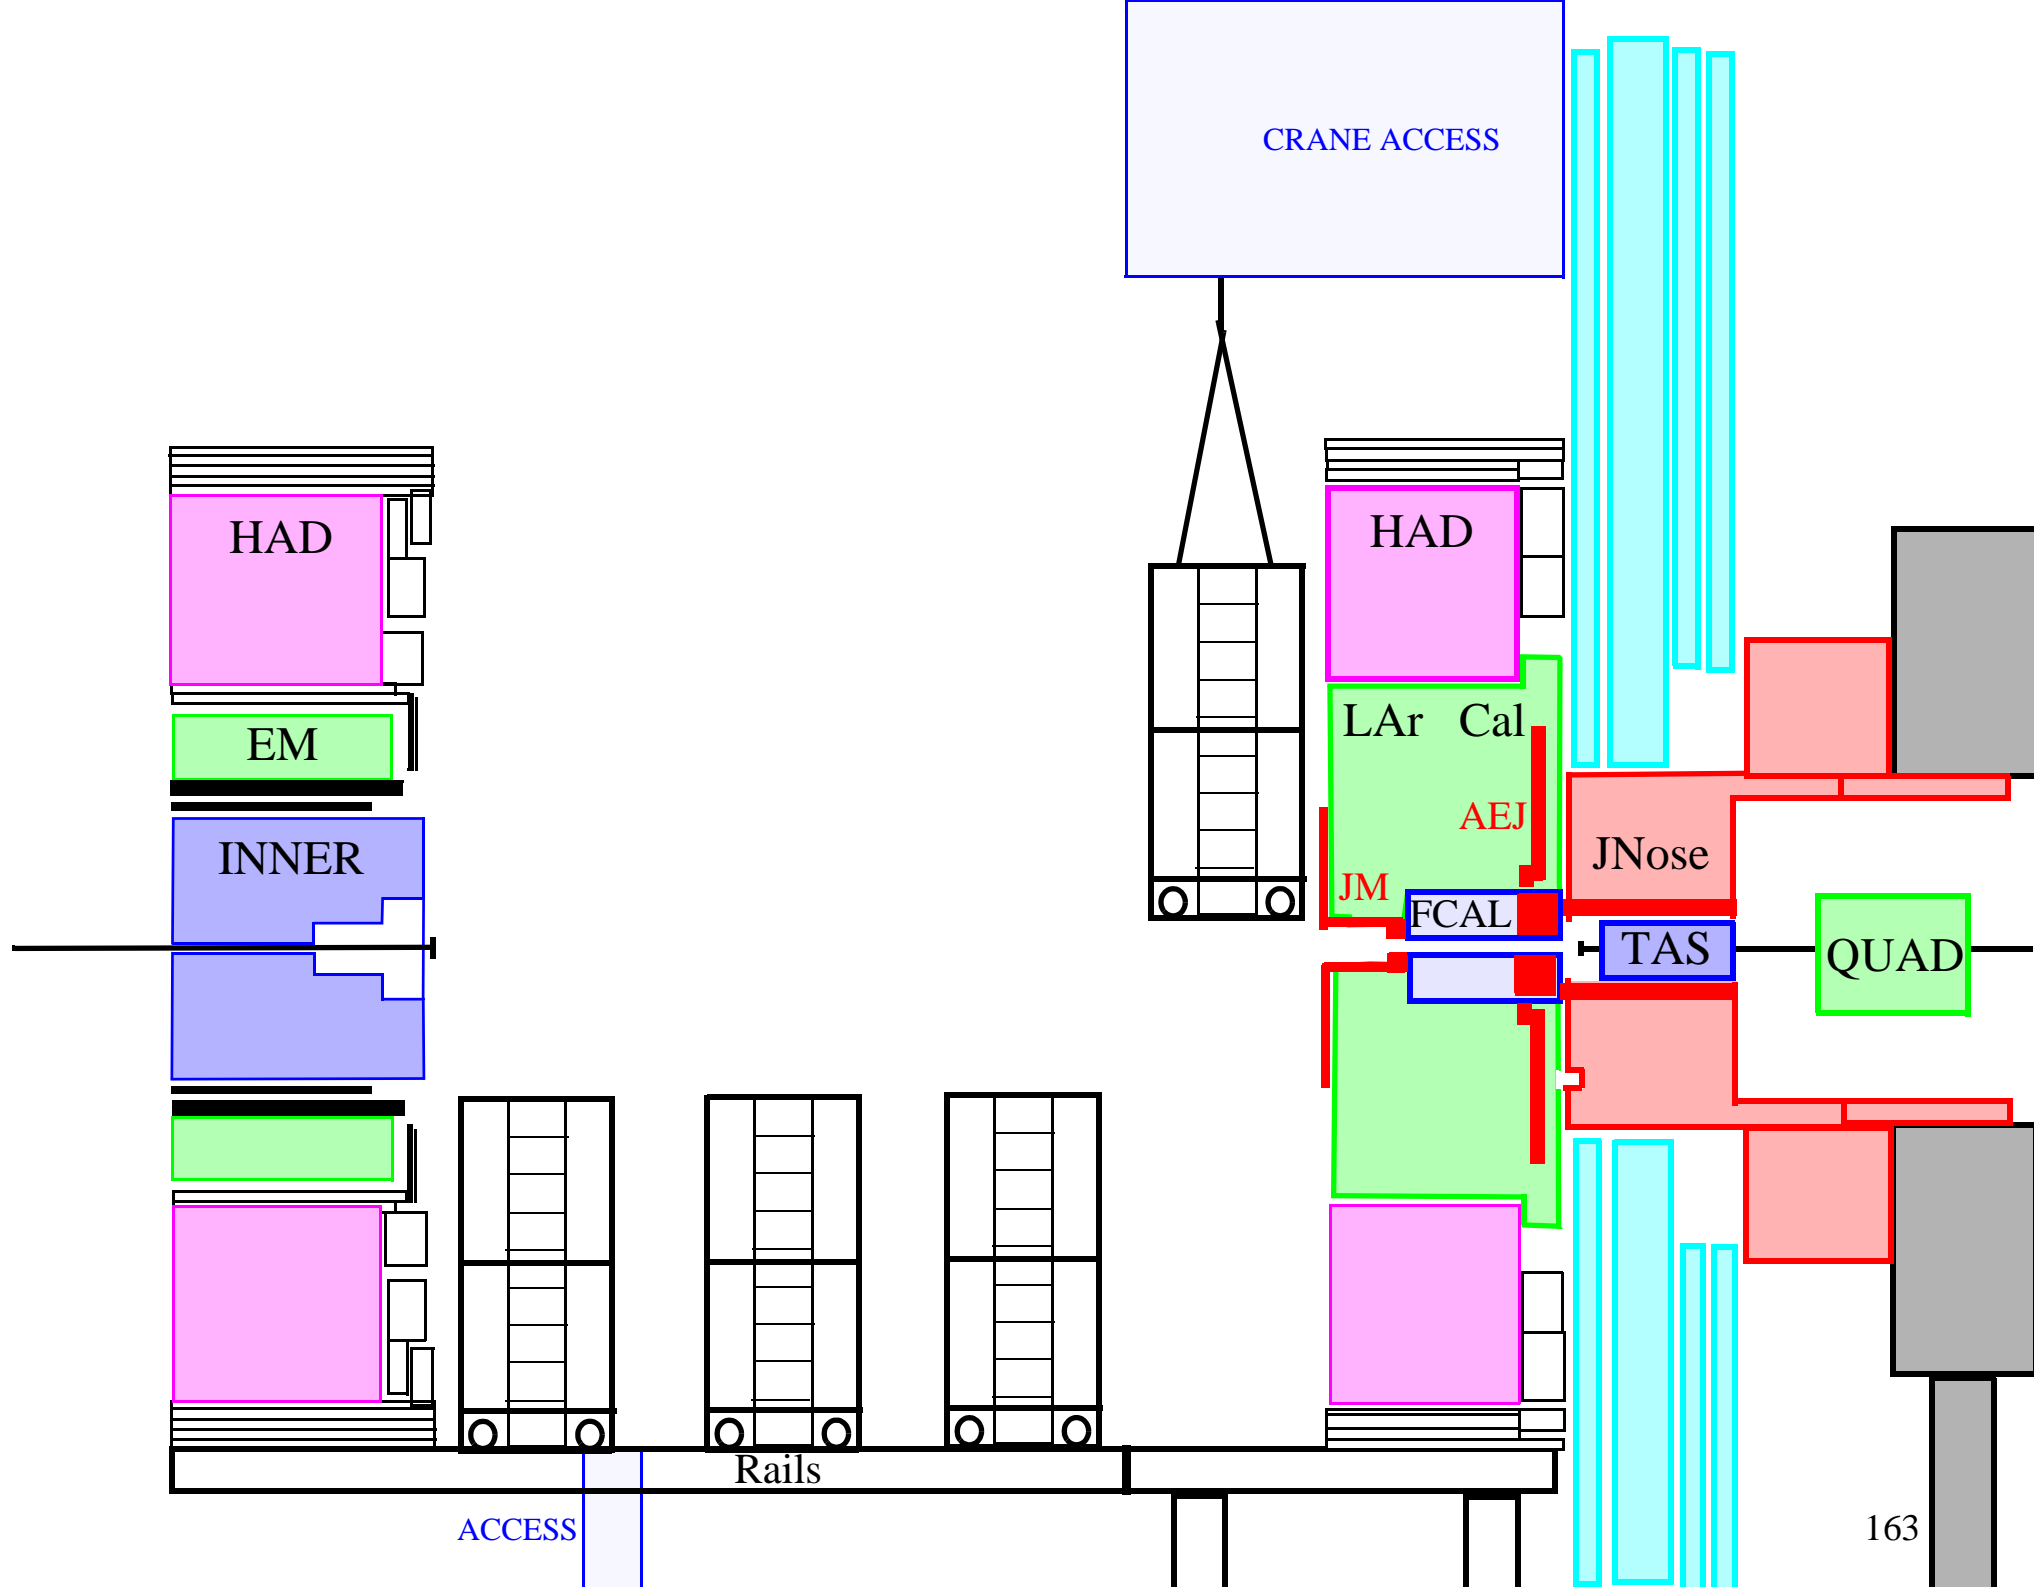 CRANE ACCESS
HAD
HAD
EM
LAr Cal
AEJ
INNER
JNose
JM
FCAL
TAS
QUAD
Rails
ACCESS
163